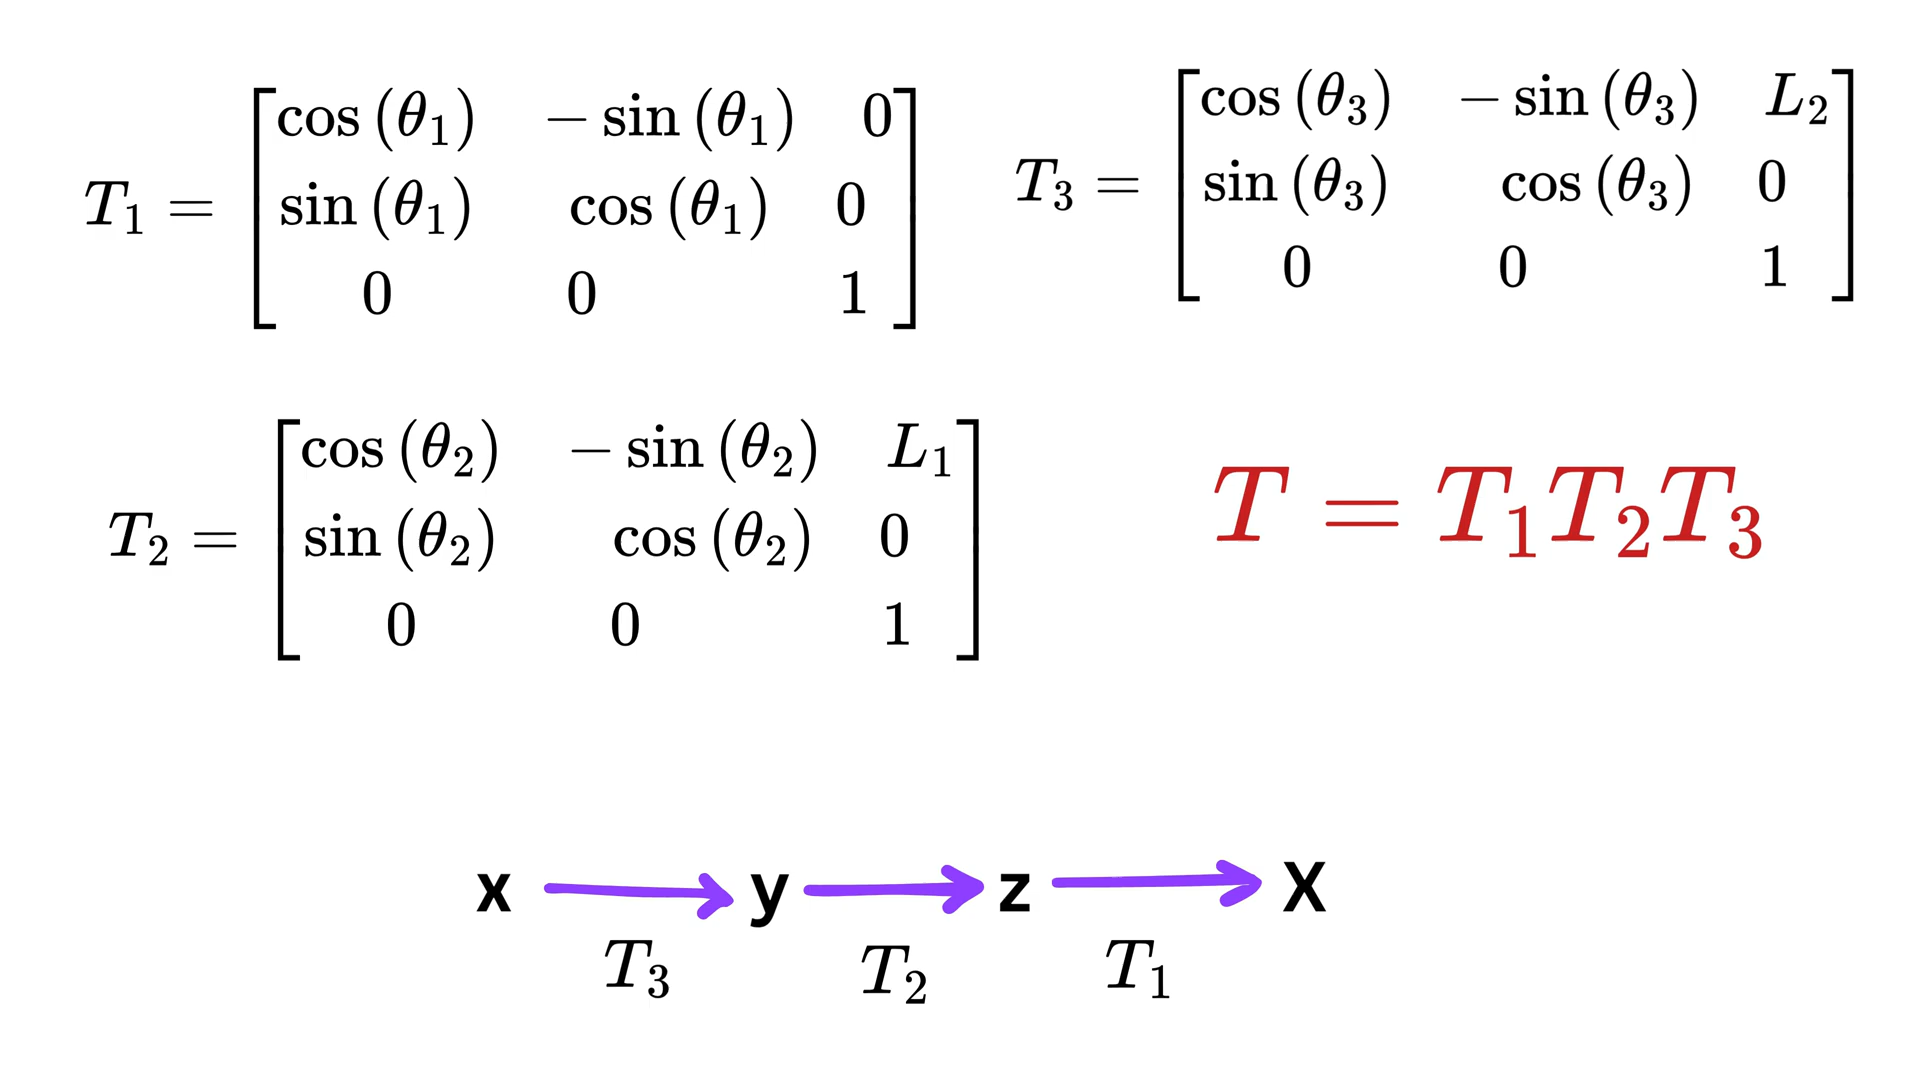 T₁ = [cos (θ₁) − sin (θ₁) 0
sin (θ₁) cos (θ₁) 0
0 0 1]
T₃ = [cos (θ₃) − sin (θ₃) L₂
sin (θ₃) cos (θ₃) 0
0 0 1]
T₂ = [cos (θ₂) − sin (θ₂) L₁
sin (θ₂) cos (θ₂) 0
0 0 1]
T = T₁T₂T₃
x → y → z → X
T₃ T₂ T₁